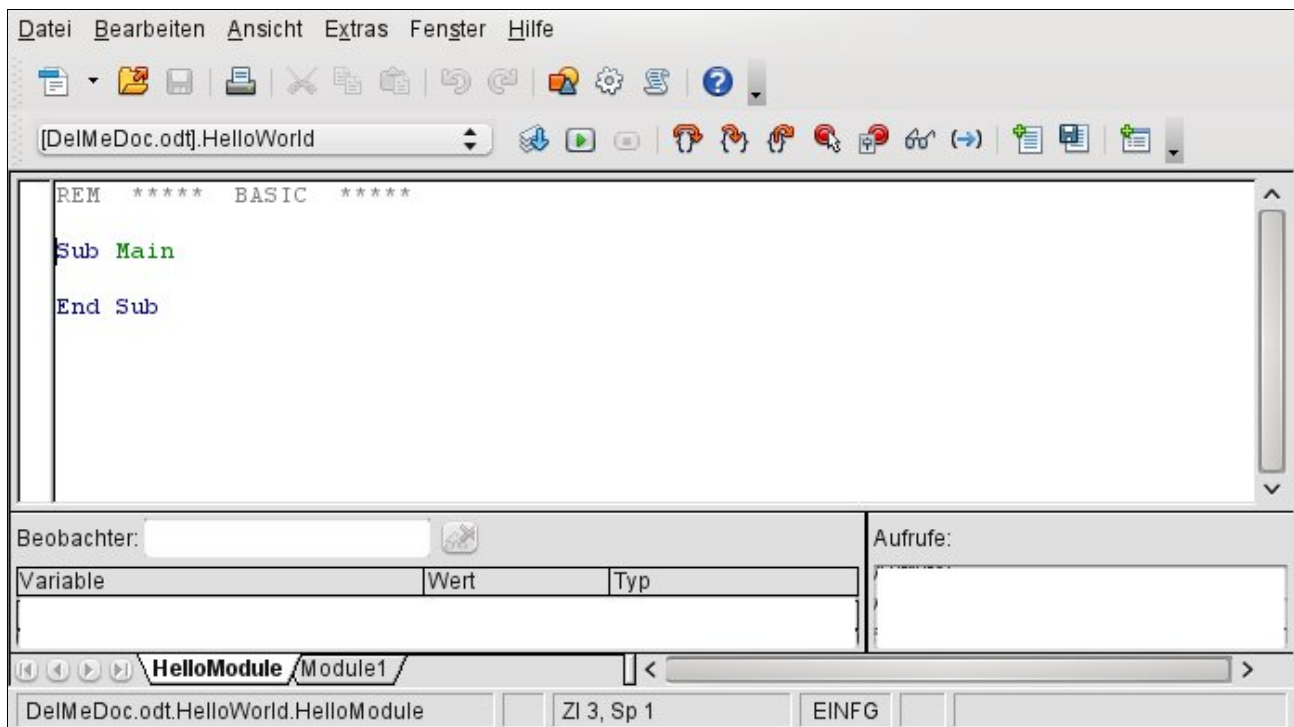 Datei Bearbeiten Ansicht Extras Fenster Hilfe
[DelMeDoc.odt].HelloWorld
REM ***** BASIC *****
Sub Main
End Sub
Beobachter:
Aufrufe:
Variable Wert Typ
HelloModule Module1
DelMeDoc.odt.HelloWorld.HelloModule ZI 3, Sp 1 EINFG